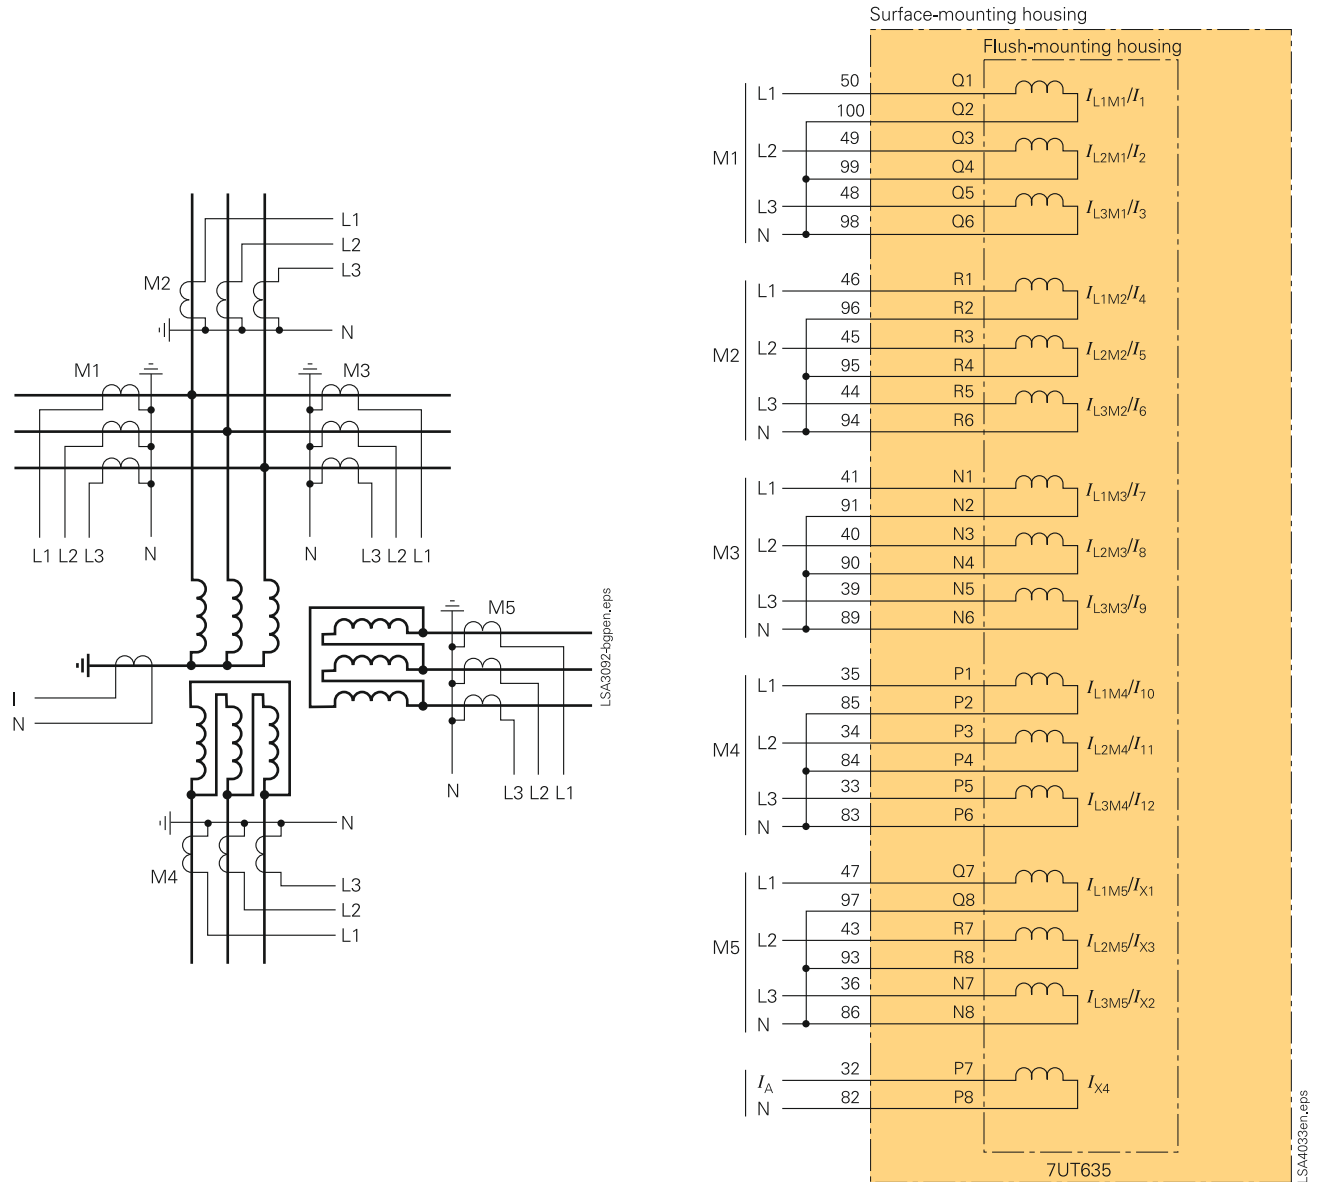 Surface-mounting housing
Flush-mounting housing
M1
L1 50 Q1 I_L1M1/I_1
100 Q2
L2 49 Q3 I_L2M1/I_2
99 Q4
L3 48 Q5 I_L3M1/I_3
N 98 Q6
M2
L1 46 R1 I_L1M2/I_4
96 R2
L2 45 R3 I_L2M2/I_5
95 R4
L3 44 R5 I_L3M2/I_6
N 94 R6
M3
L1 41 N1 I_L1M3/I_7
91 N2
L2 40 N3 I_L2M3/I_8
90 N4
L3 39 N5 I_L3M3/I_9
N 89 N6
M4
L1 35 P1 I_L1M4/I_10
85 P2
L2 34 P3 I_L2M4/I_11
84 P4
L3 33 P5 I_L3M4/I_12
N 83 P6
M5
L1 47 Q7 I_L1M5/I_X1
97 Q8
L2 43 R7 I_L2M5/I_X3
93 R8
L3 36 N7 I_L3M5/I_X2
N 86 N8
I_A 32 P7 I_X4
N 82 P8
7UT635
LSA4033en.eps
L1
L2
M2 L3
N
M1 M3
L1 L2 L3 N N L3 L2 L1
M5
I
N
N L3 L2 L1
LSA3092-bgpen.eps
N
M4 L3
L2
L1